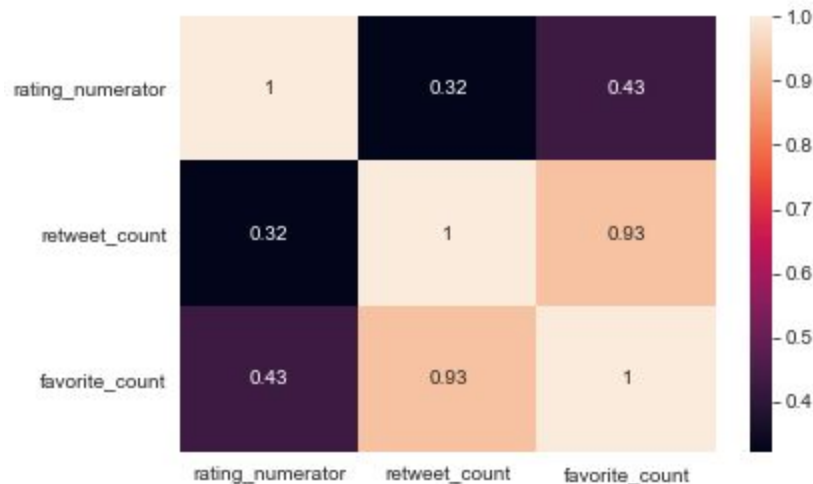 1.0
rating_numerator 1 0.32 0.43
0.9
0.8
retweet_count 0.32 1 0.93
0.7
0.6
0.5
favorite_count 0.43 0.93 1
0.4
rating_numerator retweet_count favorite_count